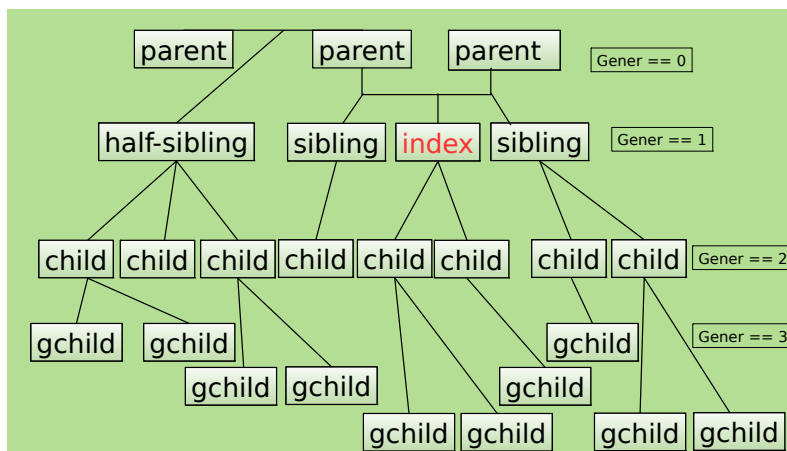 parent
parent
parent
Gener == 0
half-sibling
sibling
index
sibling
Gener == 1
child
child
child
child
child
child
child
child
Gener == 2
gchild
gchild
gchild
Gener == 3
gchild
gchild
gchild
gchild
gchild
gchild
gchild